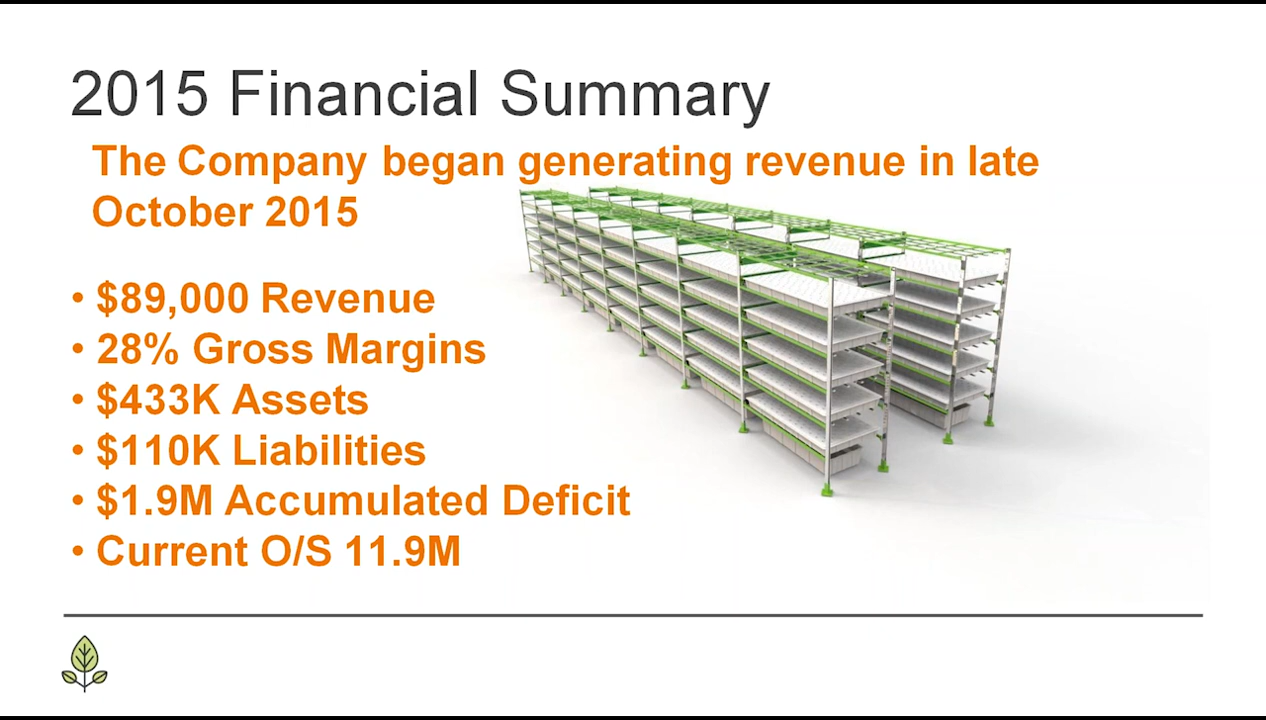 2015 Financial Summary
The Company began generating revenue in late
October 2015
• $89,000 Revenue
• 28% Gross Margins
• $433K Assets
• $110K Liabilities
• $1.9M Accumulated Deficit
• Current O/S 11.9M